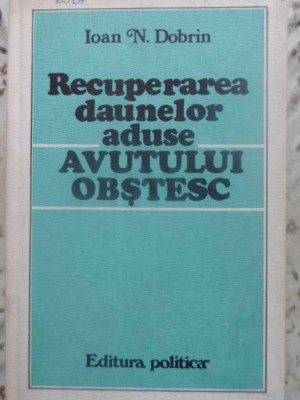 Ioan N. Dobrin
Recuperarea
daunelor
aduse
AVUTULUI
OBȘTESC
Editura politică